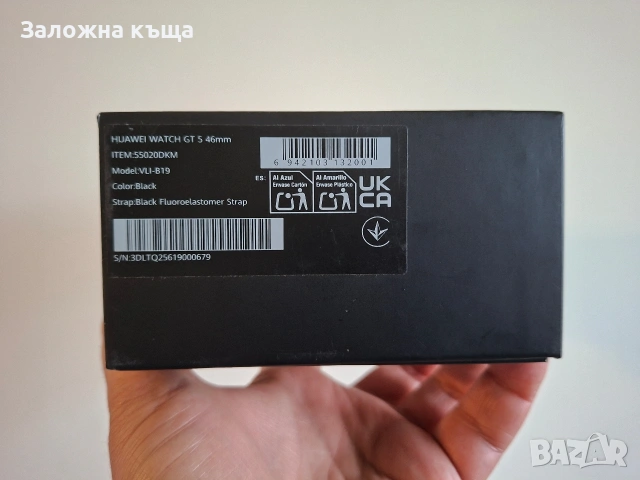 Заложна къща
HUAWEI WATCH GT 5 46mm
ITEM:55020DKM
Model:VLI-B19
Color:Black
Strap:Black Fluoroelastomer Strap
6 942103 132001
ES:
Al Azul
Envase Cartón
Al Amarillo
Envase Plástico
UK
CA
S/N:3DLTQ25619000679
bazar